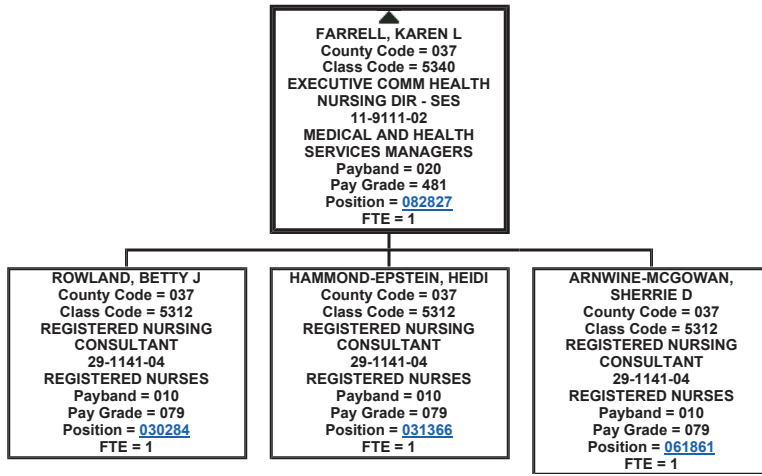 FARRELL, KAREN L
County Code = 037
Class Code = 5340
EXECUTIVE COMM HEALTH
NURSING DIR - SES
11-9111-02
MEDICAL AND HEALTH
SERVICES MANAGERS
Payband = 020
Pay Grade = 481
Position = 082827
FTE = 1
ROWLAND, BETTY J
County Code = 037
Class Code = 5312
REGISTERED NURSING
CONSULTANT
29-1141-04
REGISTERED NURSES
Payband = 010
Pay Grade = 079
Position = 030284
FTE = 1
HAMMOND-EPSTEIN, HEIDI
County Code = 037
Class Code = 5312
REGISTERED NURSING
CONSULTANT
29-1141-04
REGISTERED NURSES
Payband = 010
Pay Grade = 079
Position = 031366
FTE = 1
ARNWINE-MCGOWAN,
SHERRIE D
County Code = 037
Class Code = 5312
REGISTERED NURSING
CONSULTANT
29-1141-04
REGISTERED NURSES
Payband = 010
Pay Grade = 079
Position = 061861
FTE = 1